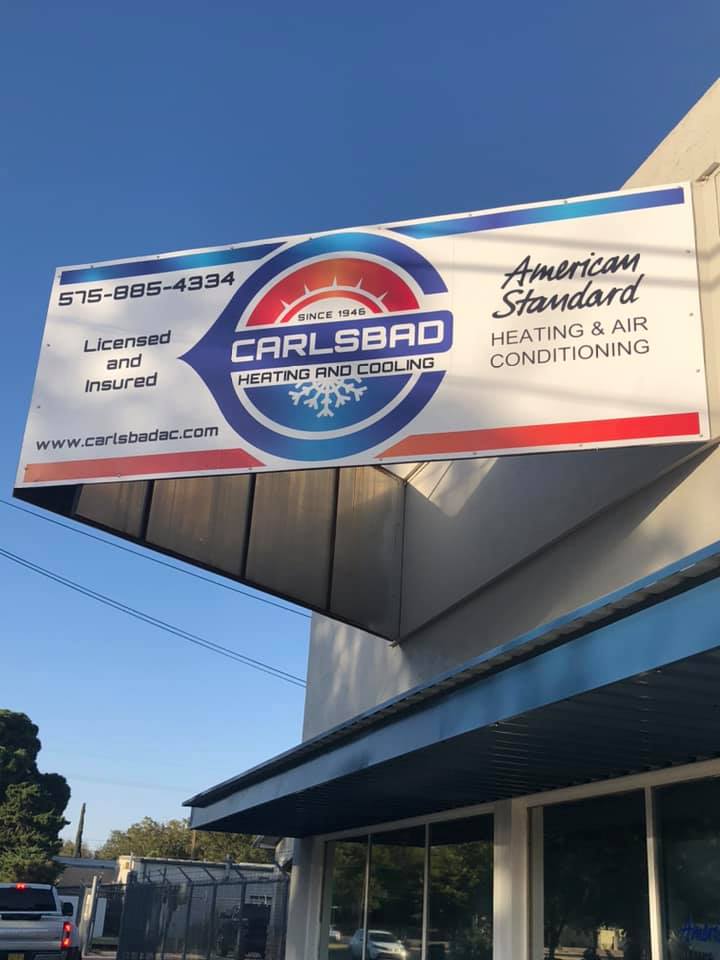 575-885-4334
Licensed
and
Insured
www.carlsbadac.com
SINCE 1946
CARLSBAD
HEATING AND COOLING
American
Standard
HEATING & AIR
CONDITIONING